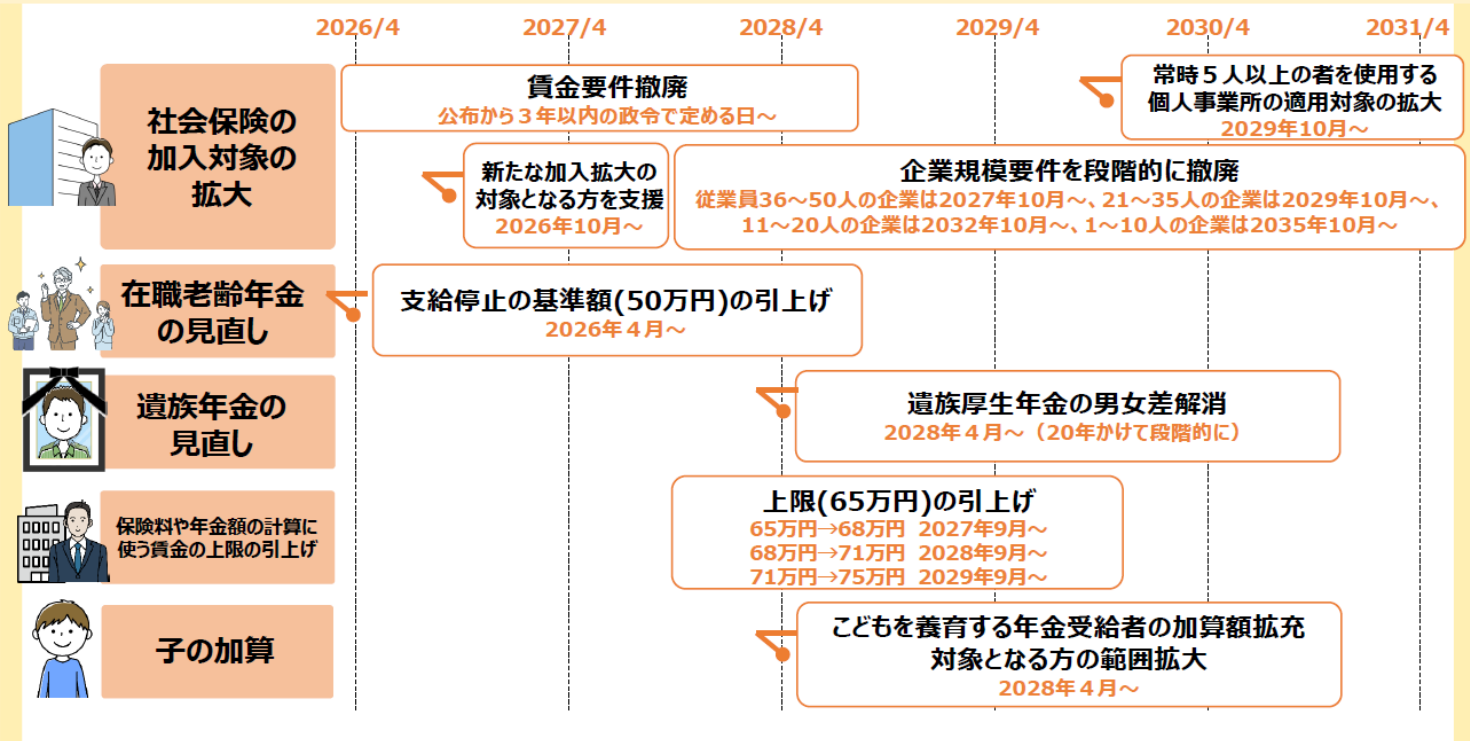 2026/4 2027/4 2028/4 2029/4 2030/4 2031/4
社会保険の
加入対象の
拡大
賃金要件撤廃
公布から３年以内の政令で定める日～
常時５人以上の者を使用する
個人事業所の適用対象の拡大
2029年10月～
新たな加入拡大の
対象となる方を支援
2026年10月～
企業規模要件を段階的に撤廃
従業員36～50人の企業は2027年10月～、21～35人の企業は2029年10月～、
11～20人の企業は2032年10月～、1～10人の企業は2035年10月～
在職老齢年金
の見直し
支給停止の基準額(50万円)の引上げ
2026年４月～
遺族年金の
見直し
遺族厚生年金の男女差解消
2028年４月～（20年かけて段階的に）
保険料や年金額の計算に
使う賃金の上限の引上げ
上限(65万円)の引上げ
65万円→68万円 2027年9月～
68万円→71万円 2028年9月～
71万円→75万円 2029年9月～
子の加算
こどもを養育する年金受給者の加算額拡充
対象となる方の範囲拡大
2028年４月～